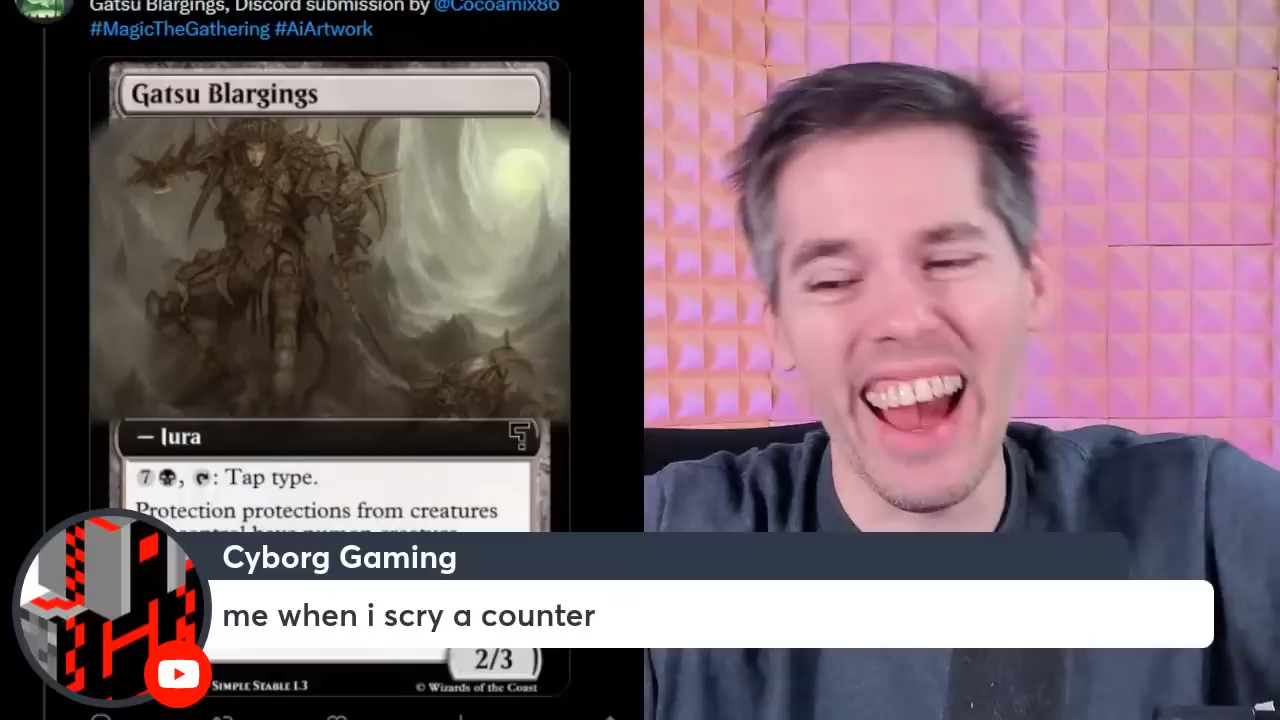 Gatsu Blargings, Discord submission by @Cocoamix86
#MagicTheGathering #AiArtwork
Gatsu Blargings
— Iura
7, : Tap type.
Protection protections from creatures
Cyborg Gaming
me when i scry a counter
2/3
SIMPLE STABLE 1.3
© Wizards of the Coast